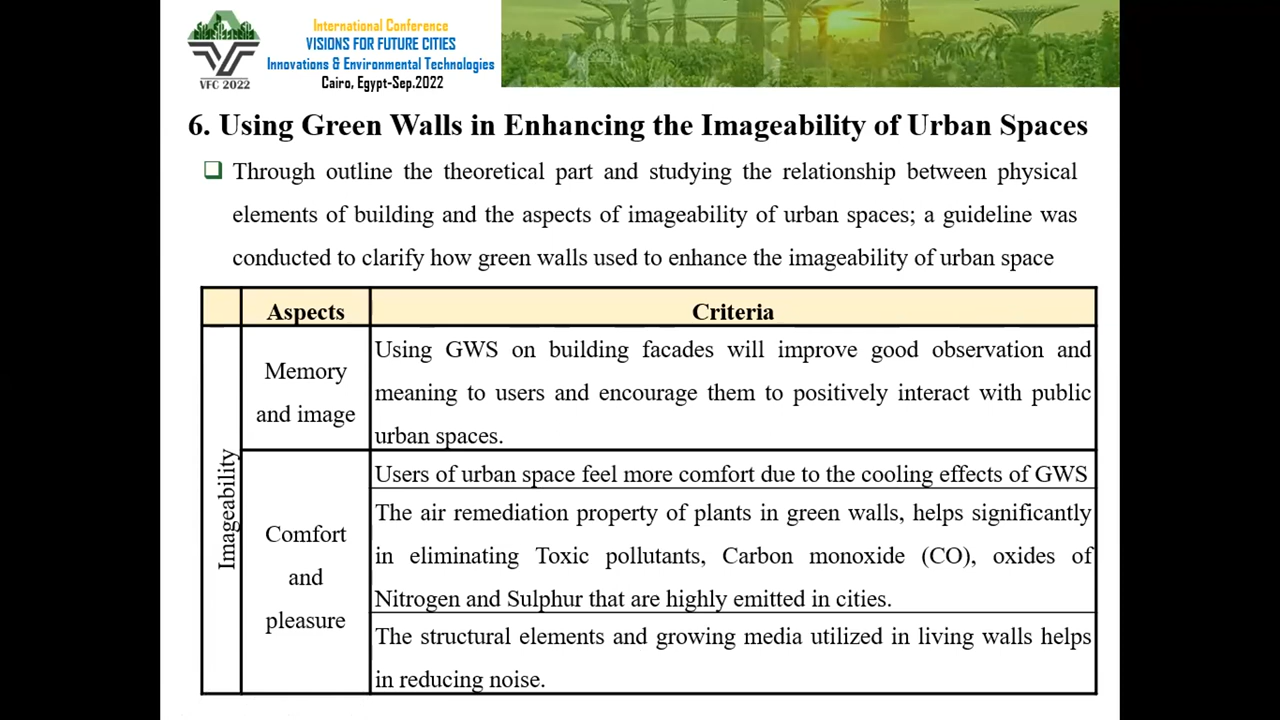 VFC 2022
International Conference
VISIONS FOR FUTURE CITIES
Innovations & Environmental Technologies
Cairo, Egypt-Sep.2022
6. Using Green Walls in Enhancing the Imageability of Urban Spaces
Through outline the theoretical part and studying the relationship between physical
elements of building and the aspects of imageability of urban spaces; a guideline was
conducted to clarify how green walls used to enhance the imageability of urban space
Aspects
Criteria
Imageability
Memory
and image
Using GWS on building facades will improve good observation and
meaning to users and encourage them to positively interact with public
urban spaces.
Comfort
and
pleasure
Users of urban space feel more comfort due to the cooling effects of GWS
The air remediation property of plants in green walls, helps significantly
in eliminating Toxic pollutants, Carbon monoxide (CO), oxides of
Nitrogen and Sulphur that are highly emitted in cities.
The structural elements and growing media utilized in living walls helps
in reducing noise.